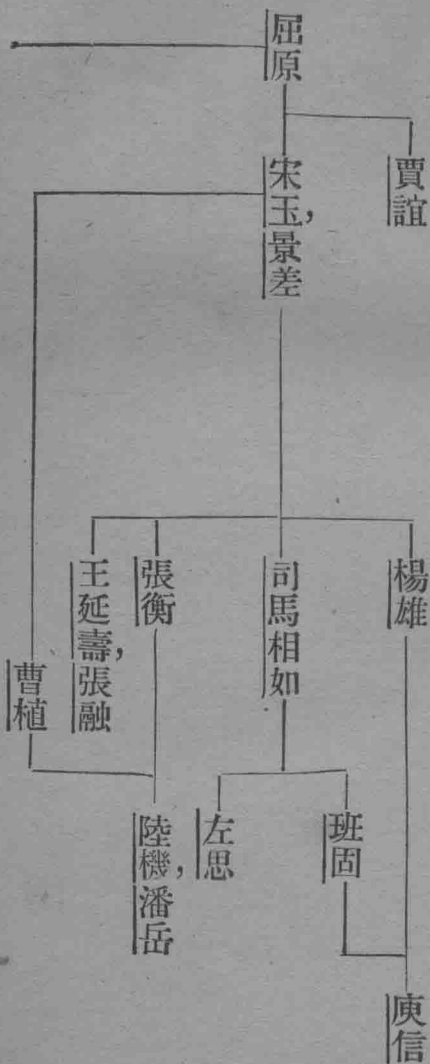 屈原
賈誼
宋玉,景差
楊雄
司馬相如
張衡
王延壽,張融
曹植
班固
左思
陸機,潘岳
庾信